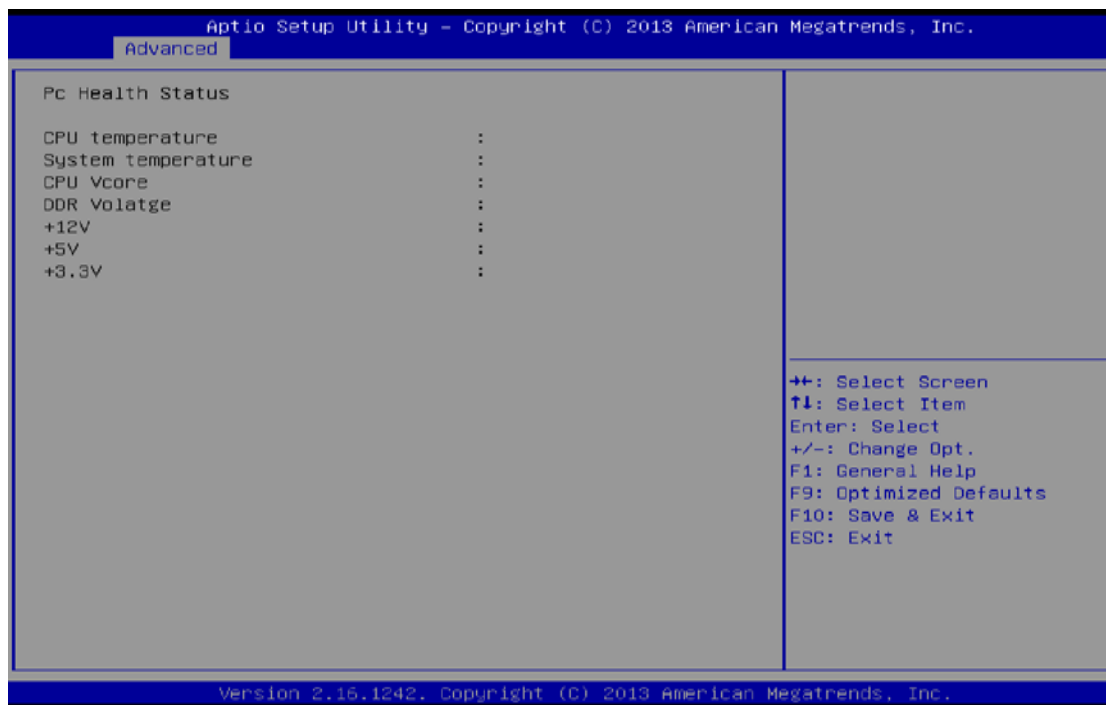 Aptio Setup Utility – Copyright (C) 2013 American Megatrends, Inc.
Advanced
Pc Health Status
CPU temperature :
System temperature :
CPU Vcore :
DDR Volatge :
+12V :
+5V :
+3.3V :
→←: Select Screen
↑↓: Select Item
Enter: Select
+/-: Change Opt.
F1: General Help
F9: Optimized Defaults
F10: Save & Exit
ESC: Exit
Version 2.16.1242. Copyright (C) 2013 American Megatrends, Inc.